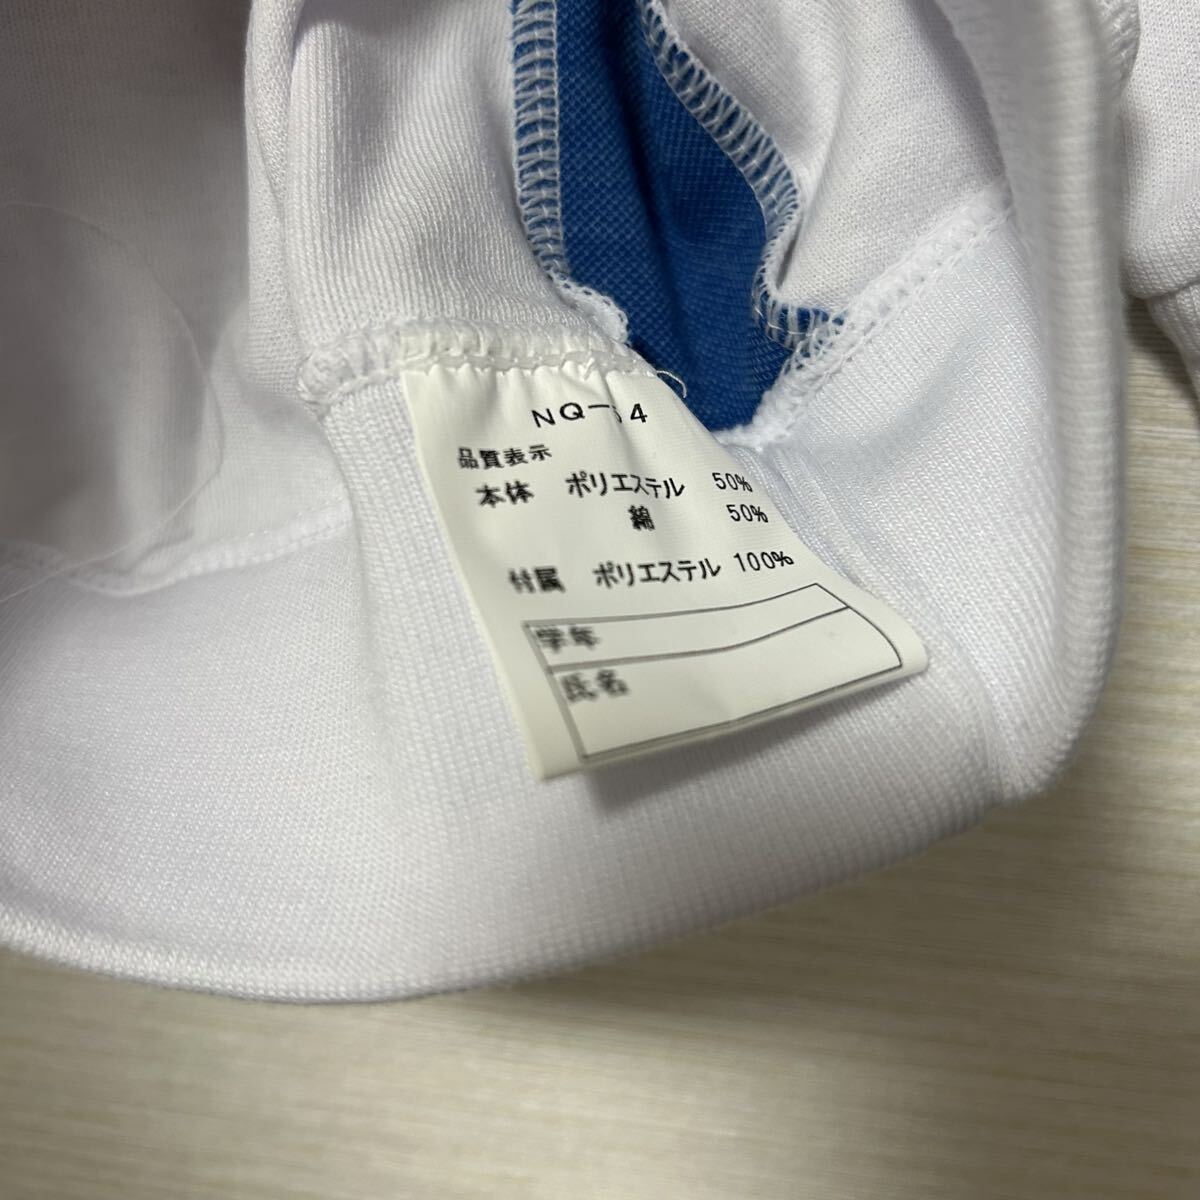 品質表示
本体 ポリエステル 50%
綿 50%
付属 ポリエステル 100%
学年
氏名